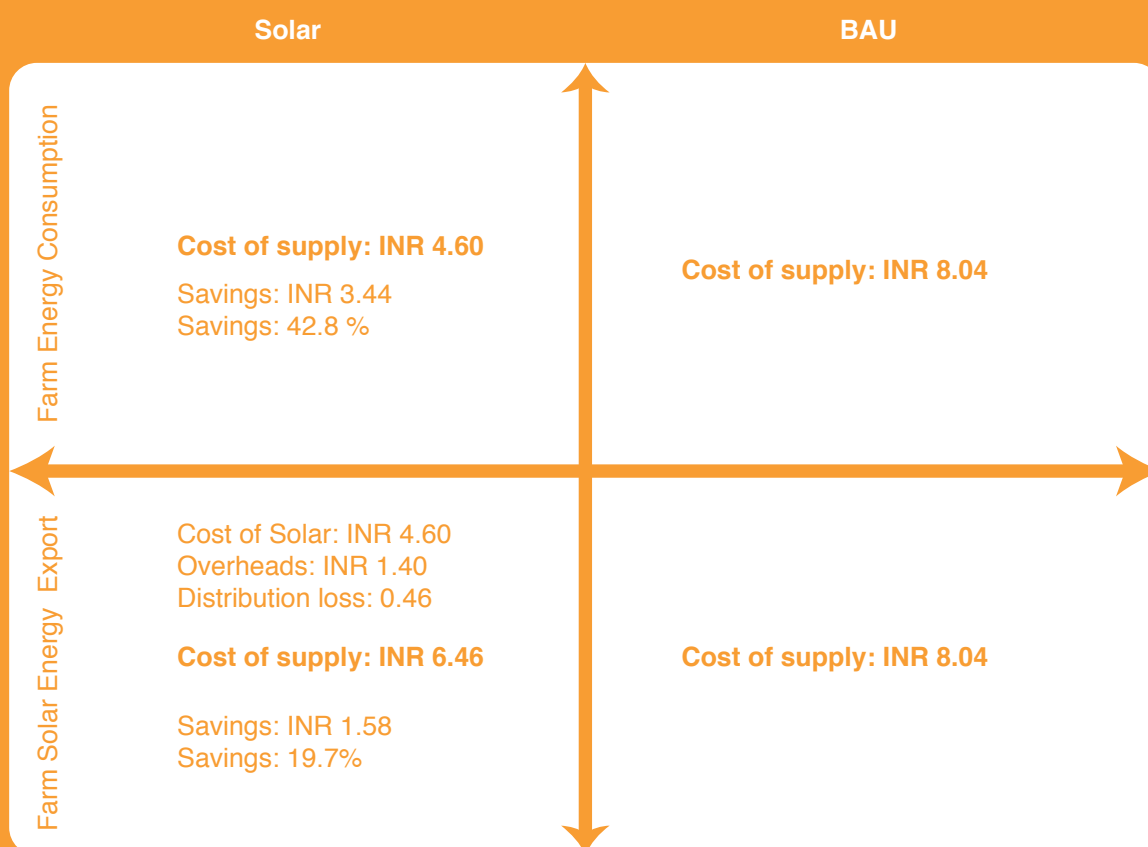 Solar
BAU
Farm Energy Consumption
Cost of supply: INR 4.60
Savings: INR 3.44
Savings: 42.8 %
Cost of supply: INR 8.04
Farm Solar Energy Export
Cost of Solar: INR 4.60
Overheads: INR 1.40
Distribution loss: 0.46
Cost of supply: INR 6.46
Savings: INR 1.58
Savings: 19.7%
Cost of supply: INR 8.04